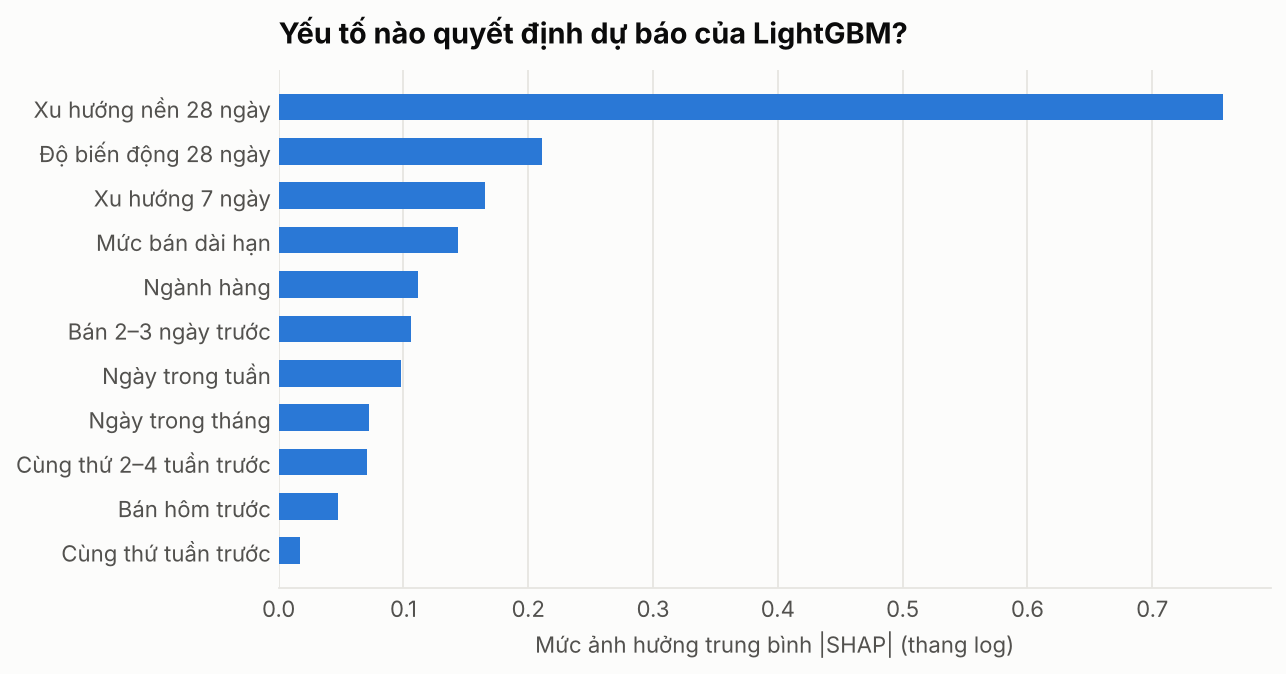 Yếu tố nào quyết định dự báo của LightGBM?
Xu hướng nền 28 ngày
Độ biến động 28 ngày
Xu hướng 7 ngày
Mức bán dài hạn
Ngành hàng
Bán 2–3 ngày trước
Ngày trong tuần
Ngày trong tháng
Cùng thứ 2–4 tuần trước
Bán hôm trước
Cùng thứ tuần trước
0.0 0.1 0.2 0.3 0.4 0.5 0.6 0.7
Mức ảnh hưởng trung bình |SHAP| (thang log)